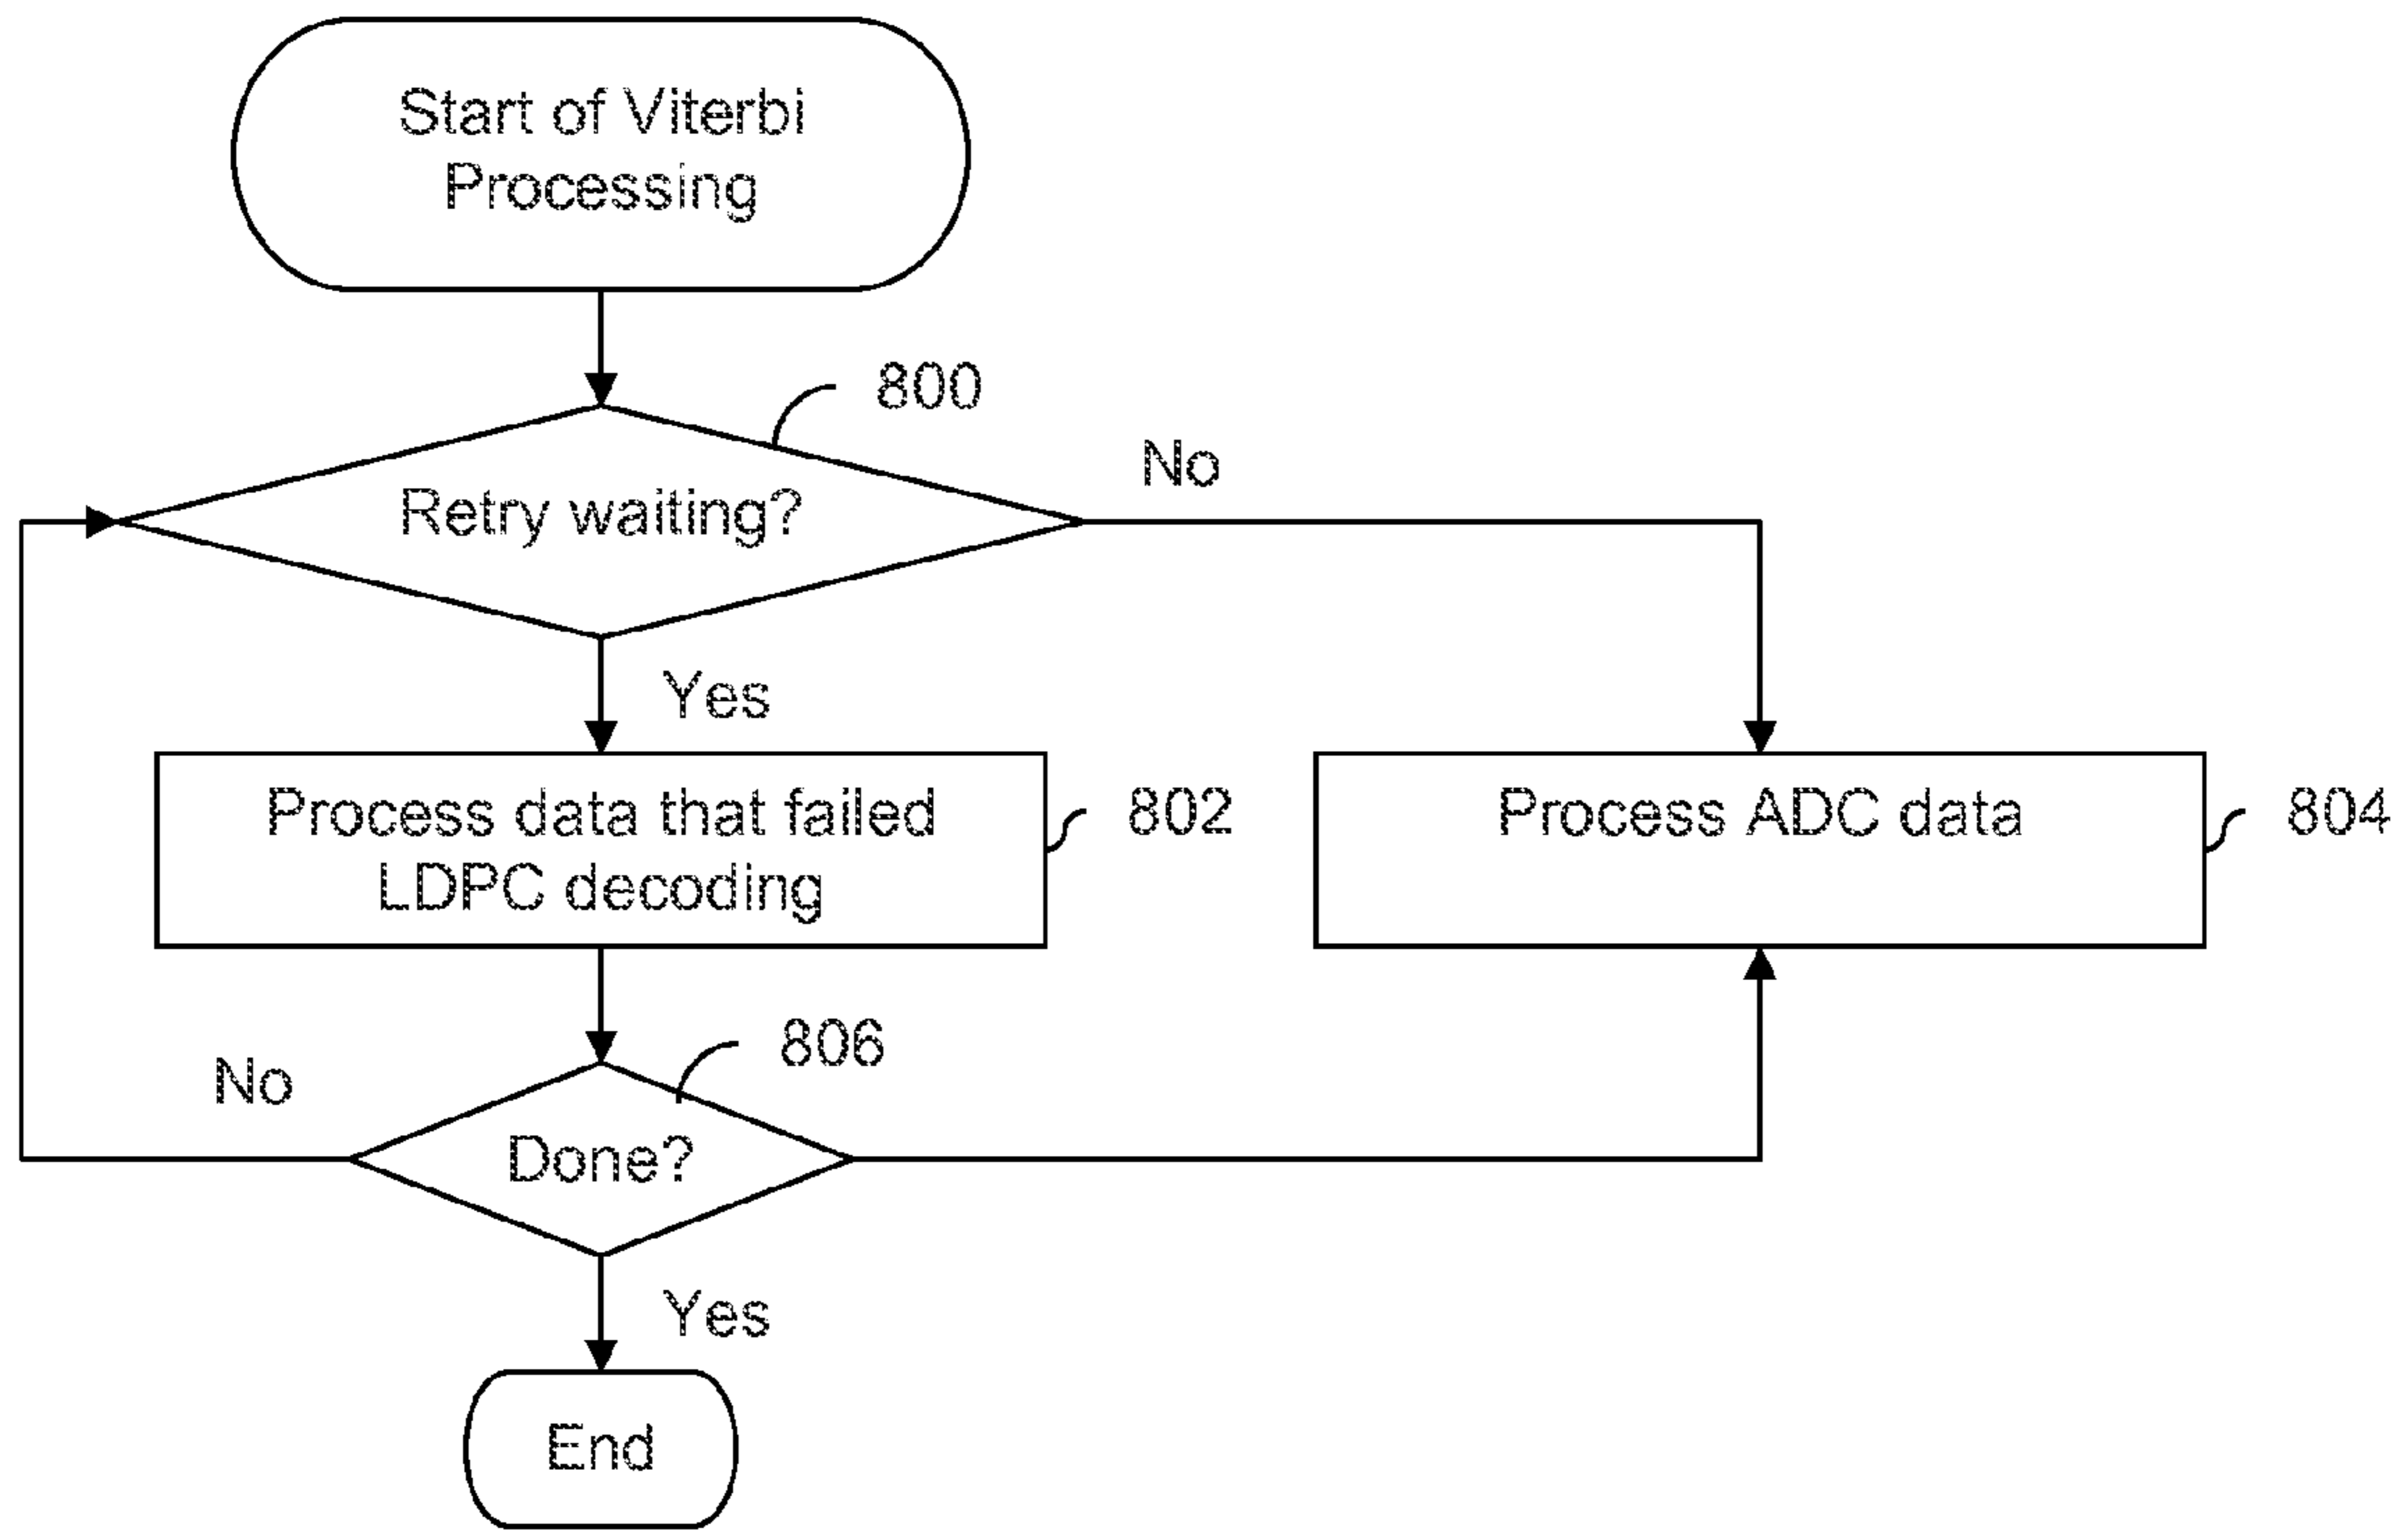 Start of Viterbi
Processing
800
No
Retry waiting?
Yes
Process data that failed
LDPC decoding
802
Process ADC data
804
806
No
Done?
Yes
End